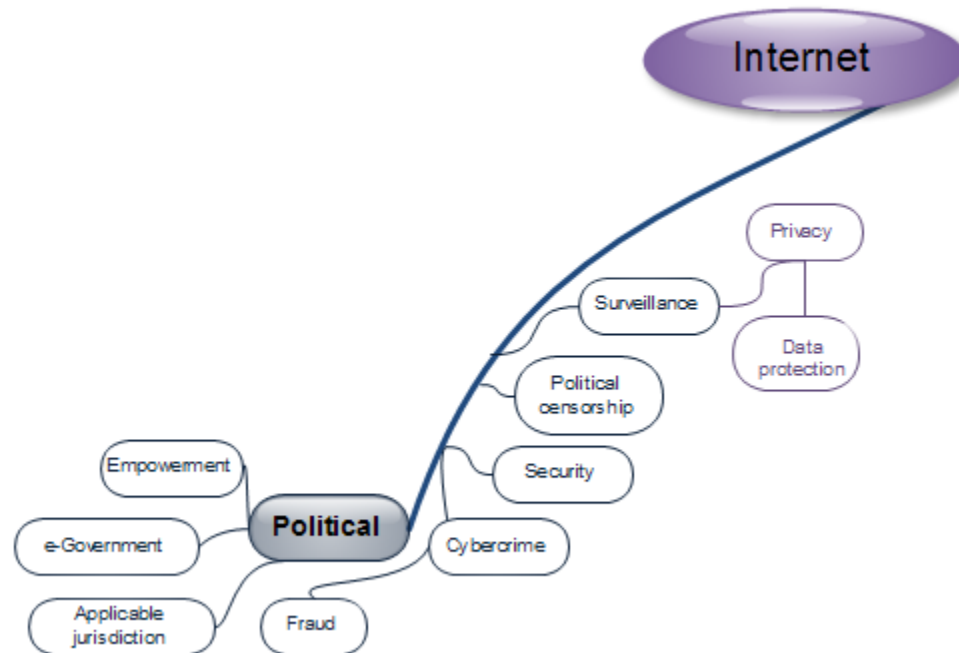 Internet
Privacy
Surveillance
Data
protection
Political
censorship
Empowerment
Security
Political
e-Government
Cybercrime
Applicable
jurisdiction
Fraud